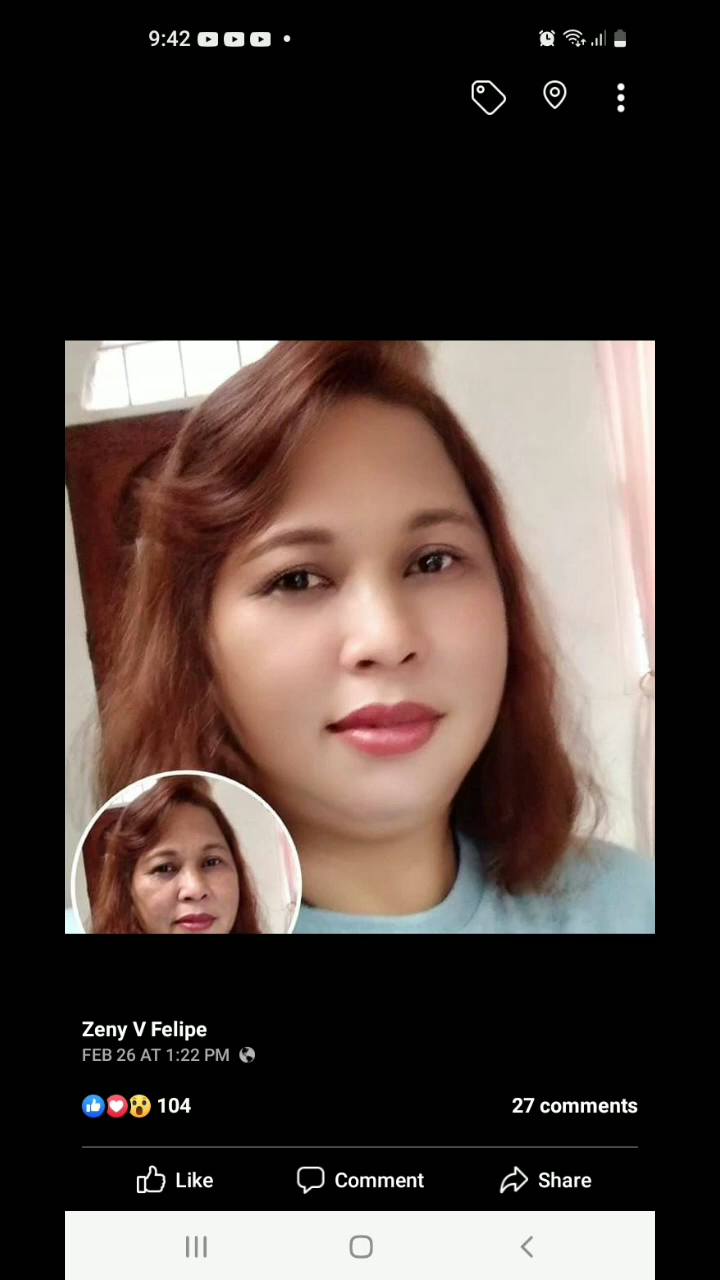 9:42
Zeny V Felipe
FEB 26 AT 1:22 PM
104
27 comments
Like
Comment
Share